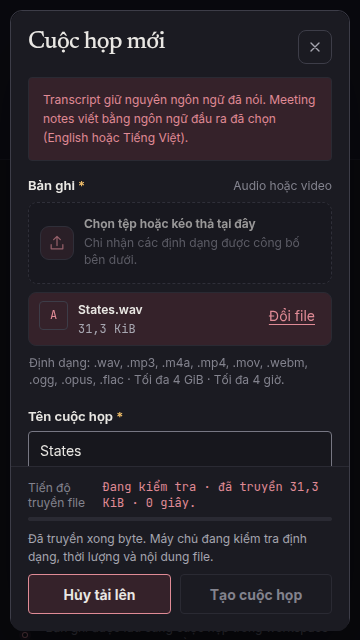 Cuộc họp mới
Transcript giữ nguyên ngôn ngữ đã nói. Meeting
notes viết bằng ngôn ngữ đầu ra đã chọn
(English hoặc Tiếng Việt).
Bản ghi *
Audio hoặc video
Chọn tệp hoặc kéo thả tại đây
Chỉ nhận các định dạng được công bố
bên dưới.
A
States.wav
31,3 KiB
Đổi file
Định dạng: .wav, .mp3, .m4a, .mp4, .mov, .webm,
.ogg, .opus, .flac · Tối đa 4 GiB · Tối đa 4 giờ.
Tên cuộc họp *
States
Tiến độ
truyền file
Đang kiểm tra · đã truyền 31,3
KiB · 0 giây.
Đã truyền xong byte. Máy chủ đang kiểm tra định
dạng, thời lượng và nội dung file.
Hủy tải lên
Tạo cuộc họp